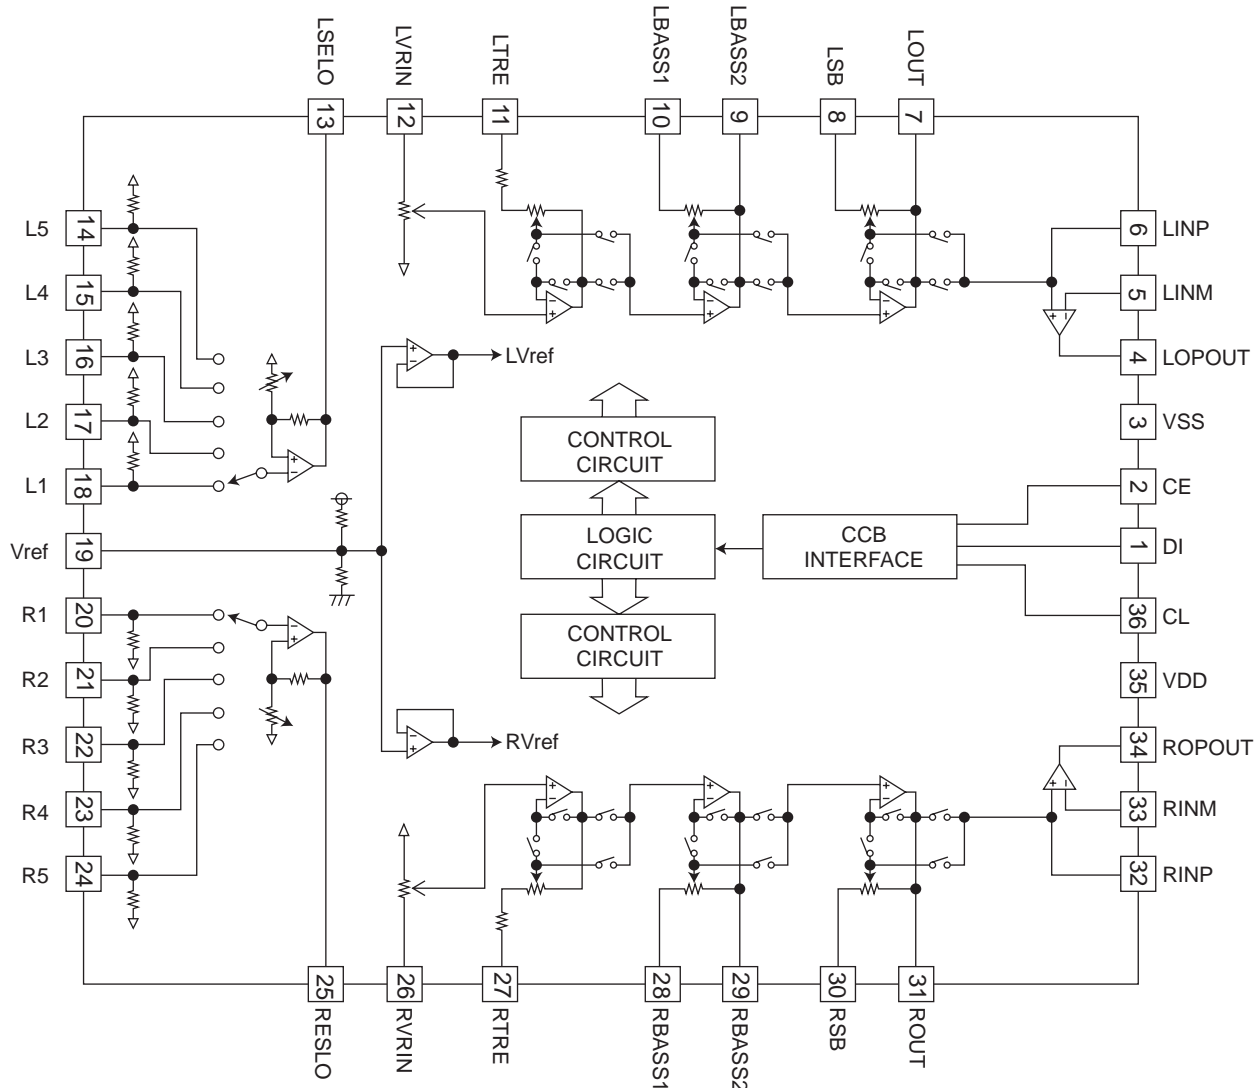 LSELO
LVRIN
LTRE
LBASS1
LBASS2
LSB
LOUT
13
12
11
10
9
8
7
L5 14
6 LINP
L4 15
5 LINM
L3 16
4 LOPOUT
LVref
L2 17
3 VSS
CONTROL
CIRCUIT
L1 18
2 CE
Vref 19
LOGIC
CIRCUIT
CCB
INTERFACE
1 DI
R1 20
36 CL
CONTROL
CIRCUIT
R2 21
35 VDD
R3 22
RVref
34 ROPOUT
R4 23
33 RINM
R5 24
32 RINP
25
26
27
28
29
30
31
RESLO
RVRIN
RTRE
RBASS1
RBASS2
RSB
ROUT
+
−
+
−
+
−
+
−
+
−
+
−
+
−
−
+
−
+
+
−
+
−
+
−
+
−